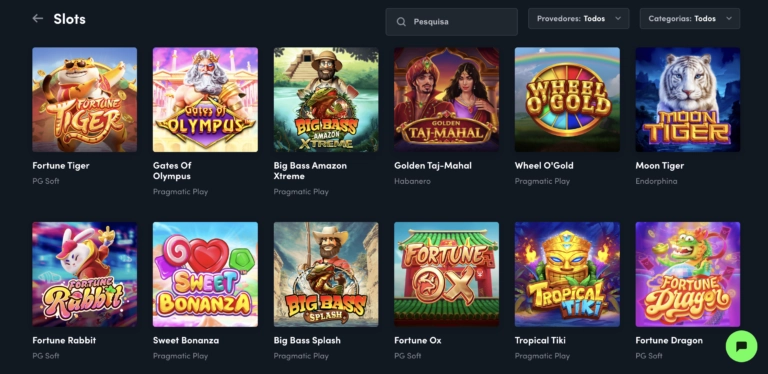 Slots
Pesquisa
Provedores: Todos
Categorias: Todos
FORTUNE
TIGER
Gates of
OLYMPUS
BIG BASS
AMAZON
XTREME
GOLDEN
TAJ-MAHAL
WHEEL
O'GOLD
MOON
TIGER
Fortune Tiger
Gates Of
Olympus
Big Bass Amazon
Xtreme
Golden Taj-Mahal
Wheel O'Gold
Moon Tiger
PG Soft
Pragmatic Play
Pragmatic Play
Habanero
Pragmatic Play
Endorphina
FORTUNE
Rabbit
SWEET
BONANZA
BIG BASS
SPLASH
FORTUNE
OX
TROPICAL
TIKI
FORTUNE
Dragon
Fortune Rabbit
Sweet Bonanza
Big Bass Splash
Fortune Ox
Tropical Tiki
Fortune Dragon
PG Soft
Pragmatic Play
Pragmatic Play
PG Soft
Pragmatic Play
PG Soft